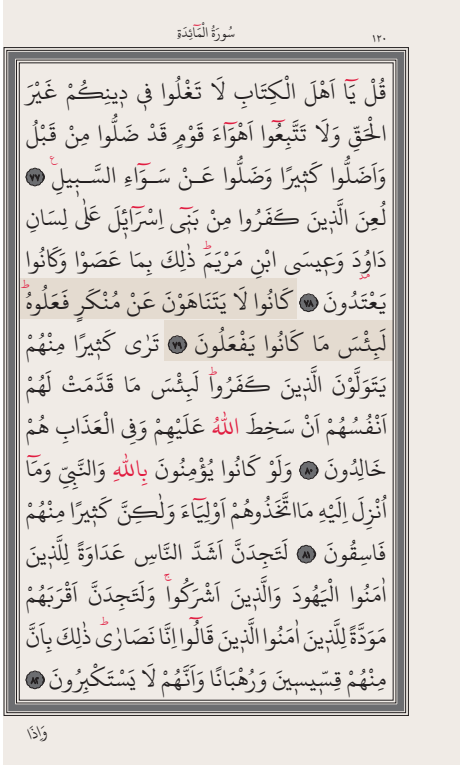 سُورَةُ الْمَٓائِدَةِ ١٢٠
قُلْ يَٓا اَهْلَ الْكِتَابِ لَا تَغْلُوا فٖي دٖينِكُمْ غَيْرَ
الْحَقِّ وَلَا تَتَّبِعُٓوا اَهْوَٓاءَ قَوْمٍ قَدْ ضَلُّوا مِنْ قَبْلُ
وَاَضَلُّوا كَثٖيرًا وَضَلُّوا عَنْ سَوَٓاءِ السَّبٖيلِࣖ ﴿٧٧﴾
لُعِنَ الَّذٖينَ كَفَرُوا مِنْ بَنٖٓي اِسْرَٓائٖلَ عَلٰى لِسَانِ
دَاوُ۫دَ وَعٖيسَى ابْنِ مَرْيَمَؕ ذٰلِكَ بِمَا عَصَوْا وَكَانُوا
يَعْتَدُونَ ﴿٧٨﴾ كَانُوا لَا يَتَنَاهَوْنَ عَنْ مُنْكَرٍ فَعَلُوهُؕ
لَبِئْسَ مَا كَانُوا يَفْعَلُونَ ﴿٧٩﴾ تَرٰى كَثٖيرًا مِنْهُمْ
يَتَوَلَّوْنَ الَّذٖينَ كَفَرُواؕ لَبِئْسَ مَا قَدَّمَتْ لَهُمْ
اَنْفُسُهُمْ اَنْ سَخِطَ اللّٰهُ عَلَيْهِمْ وَفِي الْعَذَابِ هُمْ
خَالِدُونَ ﴿٨٠﴾ وَلَوْ كَانُوا يُؤْمِنُونَ بِاللّٰهِ وَالنَّبِيِّ وَمَٓا
اُنْزِلَ اِلَيْهِ مَا اتَّخَذُوهُمْ اَوْلِيَٓاءَ وَلٰكِنَّ كَثٖيرًا مِنْهُمْ
فَاسِقُونَ ﴿٨١﴾ لَتَجِدَنَّ اَشَدَّ النَّاسِ عَدَاوَةً لِلَّذٖينَ
اٰمَنُوا الْيَهُودَ وَالَّذٖينَ اَشْرَكُواۚ وَلَتَجِدَنَّ اَقْرَبَهُمْ
مَوَدَّةً لِلَّذٖينَ اٰمَنُوا الَّذٖينَ قَالُٓوا اِنَّا نَصَارٰىؕ ذٰلِكَ بِاَنَّ
مِنْهُمْ قِسّٖيسٖينَ وَرُهْبَانًا وَاَنَّهُمْ لَا يَسْتَكْبِرُونَ ﴿٨٢﴾
وَاِذَا